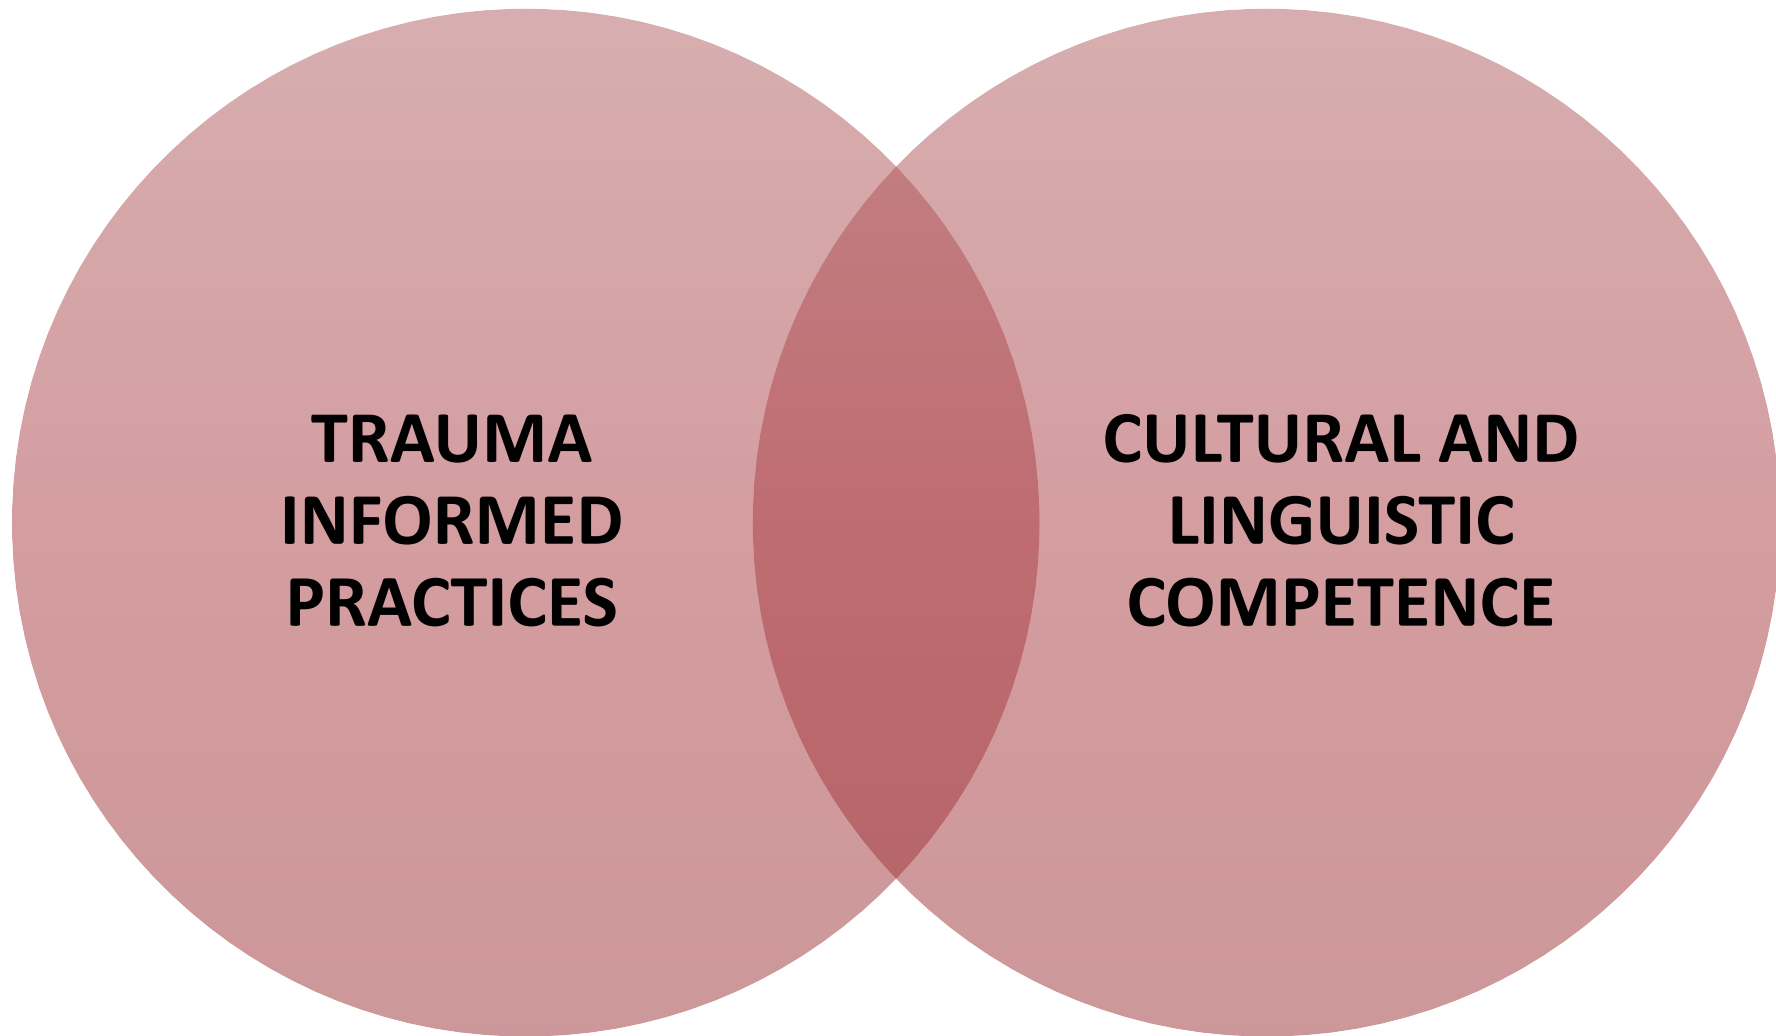 TRAUMA
INFORMED
PRACTICES
CULTURAL AND
LINGUISTIC
COMPETENCE